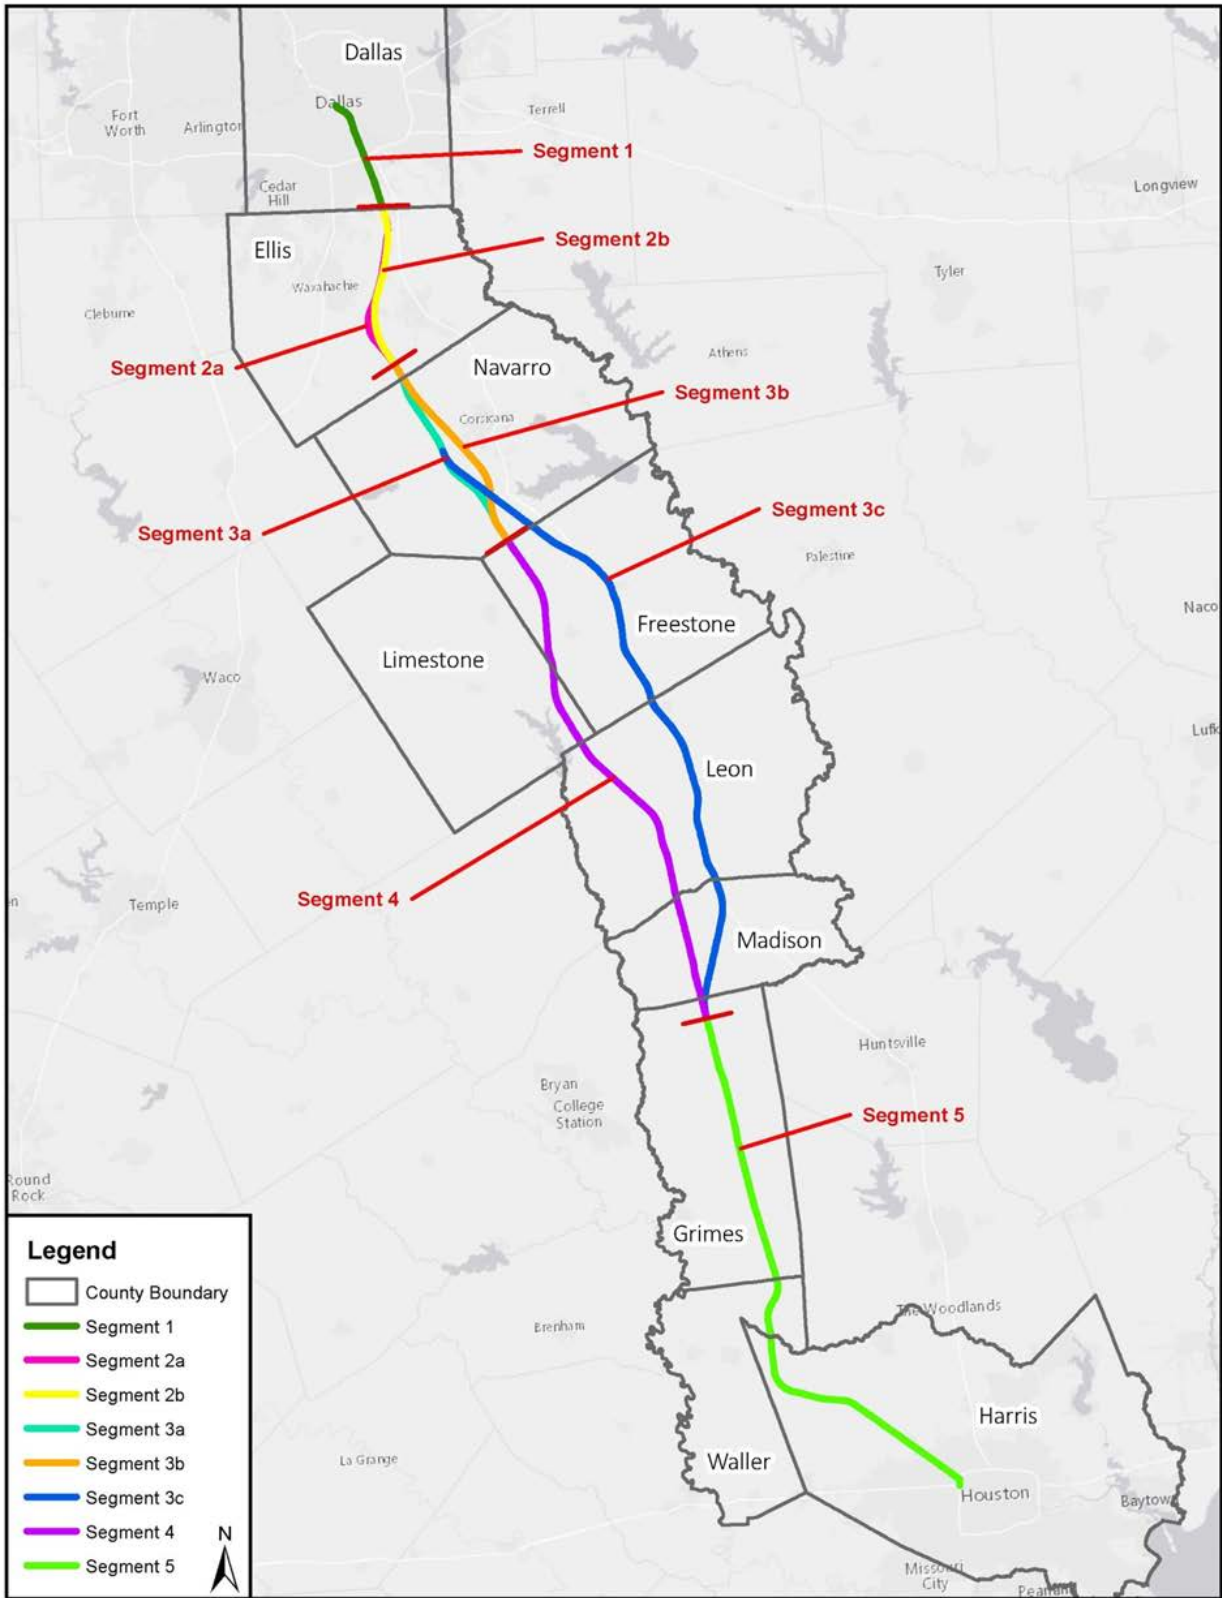 Dallas
Dallas
Fort
Worth
Arlington
Terrell
Segment 1
Cedar
Hill
Longview
Ellis
Segment 2b
Waxahachie
Tyler
Cleburne
Athens
Segment 2a
Navarro
Segment 3b
Corsicana
Segment 3c
Segment 3a
Palestine
Naco
Freestone
Limestone
Waco
Lufk
Leon
Segment 4
n
Temple
Madison
Huntsville
Bryan
College
Station
Segment 5
Round
Rock
Grimes
The Woodlands
Brenham
Harris
La Grange
Waller
Houston
Baytow
Missouri
City
Pearlan
Legend
County Boundary
Segment 1
Segment 2a
Segment 2b
Segment 3a
Segment 3b
Segment 3c
Segment 4
Segment 5
N